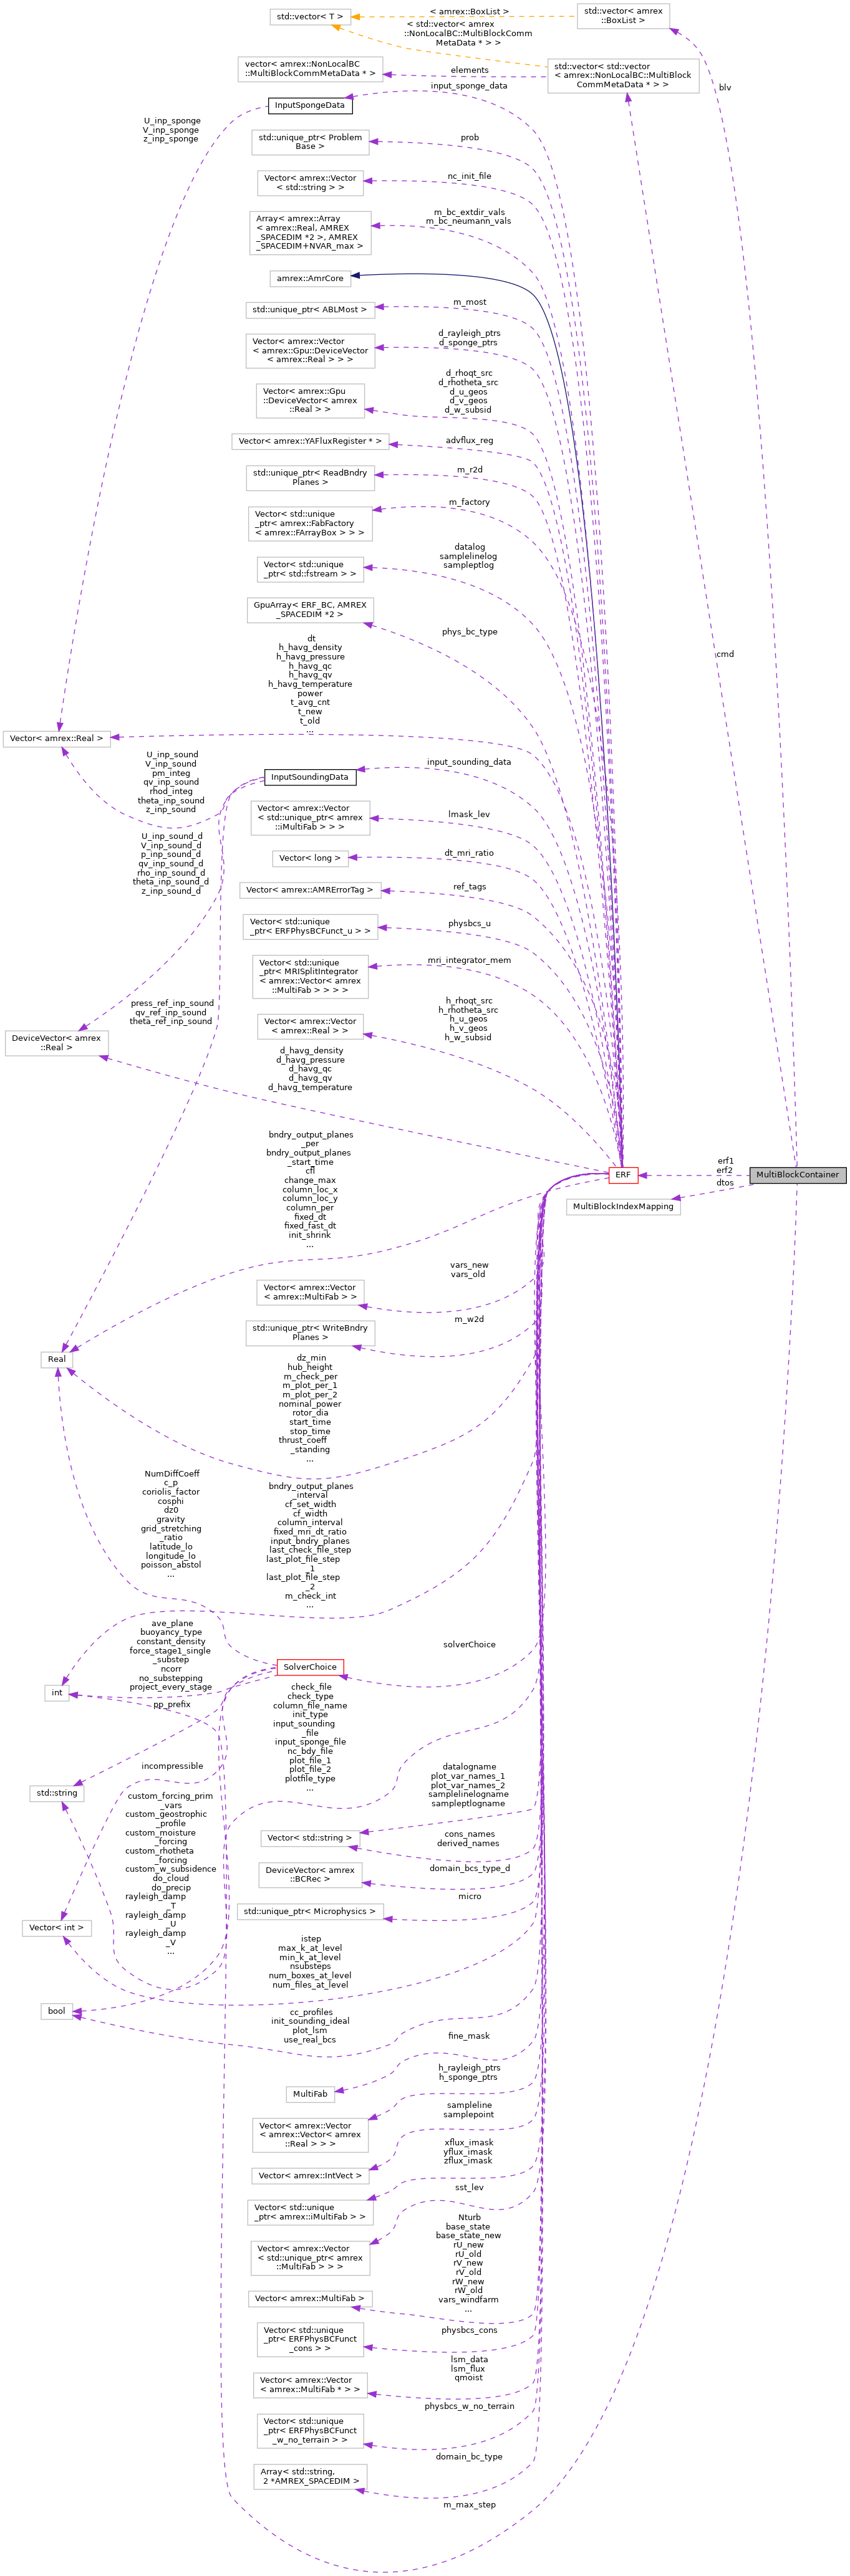 std::vector< T >
< amrex::BoxList >
std::vector< amrex
::BoxList >
< std::vector< amrex
::NonLocalBC::MultiBlockComm
MetaData * > >
vector< amrex::NonLocalBC
::MultiBlockCommMetaData * >
elements
std::vector< std::vector
< amrex::NonLocalBC::MultiBlock
CommMetaData * > >
blv
input_sponge_data
InputSpongeData
U_inp_sponge
V_inp_sponge
z_inp_sponge
std::unique_ptr< Problem
Base >
prob
Vector< amrex::Vector
< std::string > >
nc_init_file
Array< amrex::Array
< amrex::Real, AMREX
_SPACEDIM *2 >, AMREX
_SPACEDIM+NVAR_max >
m_bc_extdir_vals
m_bc_neumann_vals
amrex::AmrCore
std::unique_ptr< ABLMost >
m_most
Vector< amrex::Vector
< amrex::Gpu::DeviceVector
< amrex::Real > > >
d_rayleigh_ptrs
d_sponge_ptrs
Vector< amrex::Gpu
::DeviceVector< amrex
::Real > >
d_rhoqt_src
d_rhotheta_src
d_u_geos
d_v_geos
d_w_subsid
Vector< amrex::YAFluxRegister * >
advflux_reg
std::unique_ptr< ReadBndry
Planes >
m_r2d
Vector< std::unique
_ptr< amrex::FabFactory
< amrex::FArrayBox > > >
m_factory
Vector< std::unique
_ptr< std::fstream > >
datalog
samplelinelog
sampleptlog
GpuArray< ERF_BC, AMREX
_SPACEDIM *2 >
phys_bc_type
cmd
dt
h_havg_density
h_havg_pressure
h_havg_qc
h_havg_qv
h_havg_temperature
power
t_avg_cnt
t_new
t_old
...
Vector< amrex::Real >
U_inp_sound
V_inp_sound
pm_integ
qv_inp_sound
rhod_integ
theta_inp_sound
z_inp_sound
InputSoundingData
input_sounding_data
Vector< amrex::Vector
< std::unique_ptr< amrex
::iMultiFab > > >
lmask_lev
U_inp_sound_d
V_inp_sound_d
p_inp_sound_d
qv_inp_sound_d
rho_inp_sound_d
theta_inp_sound_d
z_inp_sound_d
Vector< long >
dt_mri_ratio
Vector< amrex::AMRErrorTag >
ref_tags
Vector< std::unique
_ptr< ERFPhysBCFunct_u > >
physbcs_u
Vector< std::unique
_ptr< MRISplitIntegrator
< amrex::Vector< amrex
::MultiFab > > > >
mri_integrator_mem
press_ref_inp_sound
qv_ref_inp_sound
theta_ref_inp_sound
Vector< amrex::Vector
< amrex::Real > >
h_rhoqt_src
h_rhotheta_src
h_u_geos
h_v_geos
h_w_subsid
DeviceVector< amrex
::Real >
d_havg_density
d_havg_pressure
d_havg_qc
d_havg_qv
d_havg_temperature
ERF
erf1
erf2
MultiBlockContainer
dtos
MultiBlockIndexMapping
bndry_output_planes
_per
bndry_output_planes
_start_time
cfl
change_max
column_loc_x
column_loc_y
column_per
fixed_dt
fixed_fast_dt
init_shrink
...
Vector< amrex::Vector
< amrex::MultiFab > >
vars_new
vars_old
std::unique_ptr< WriteBndry
Planes >
m_w2d
Real
dz_min
hub_height
m_check_per
m_plot_per_1
m_plot_per_2
nominal_power
rotor_dia
start_time
stop_time
thrust_coeff
_standing
...
NumDiffCoeff
c_p
coriolis_factor
cosphi
dz0
gravity
grid_stretching
_ratio
latitude_lo
longitude_lo
poisson_abstol
...
bndry_output_planes
_interval
cf_set_width
cf_width
column_interval
fixed_mri_dt_ratio
input_bndry_planes
last_check_file_step
last_plot_file_step
_1
last_plot_file_step
_2
m_check_int
...
ave_plane
buoyancy_type
constant_density
force_stage1_single
_substep
ncorr
no_substepping
project_every_stage
SolverChoice
solverChoice
int
pp_prefix
check_file
check_type
column_file_name
init_type
input_sounding
_file
input_sponge_file
nc_bdy_file
plot_file_1
plot_file_2
plotfile_type
...
incompressible
std::string
datalogname
plot_var_names_1
plot_var_names_2
samplelinelogname
sampleptlogname
custom_forcing_prim
_vars
custom_geostrophic
_profile
custom_moisture
_forcing
custom_rhotheta
_forcing
custom_w_subsidence
do_cloud
do_precip
rayleigh_damp
_T
rayleigh_damp
_U
rayleigh_damp
_V
...
Vector< std::string >
cons_names
derived_names
DeviceVector< amrex
::BCRec >
domain_bcs_type_d
std::unique_ptr< Microphysics >
micro
Vector< int >
istep
max_k_at_level
min_k_at_level
nsubsteps
num_boxes_at_level
num_files_at_level
bool
cc_profiles
init_sounding_ideal
plot_lsm
use_real_bcs
fine_mask
MultiFab
h_rayleigh_ptrs
h_sponge_ptrs
Vector< amrex::Vector
< amrex::Vector< amrex
::Real > > >
sampleline
samplepoint
Vector< amrex::IntVect >
xflux_imask
yflux_imask
zflux_imask
Vector< std::unique
_ptr< amrex::iMultiFab > >
sst_lev
Vector< amrex::Vector
< std::unique_ptr< amrex
::MultiFab > > >
Nturb
base_state
base_state_new
rU_new
rU_old
rV_new
rV_old
rW_new
rW_old
vars_windfarm
...
Vector< amrex::MultiFab >
Vector< std::unique
_ptr< ERFPhysBCFunct
_cons > >
physbcs_cons
Vector< amrex::Vector
< amrex::MultiFab * > >
lsm_data
lsm_flux
qmoist
Vector< std::unique
_ptr< ERFPhysBCFunct
_w_no_terrain > >
physbcs_w_no_terrain
Array< std::string,
2 *AMREX_SPACEDIM >
domain_bc_type
m_max_step